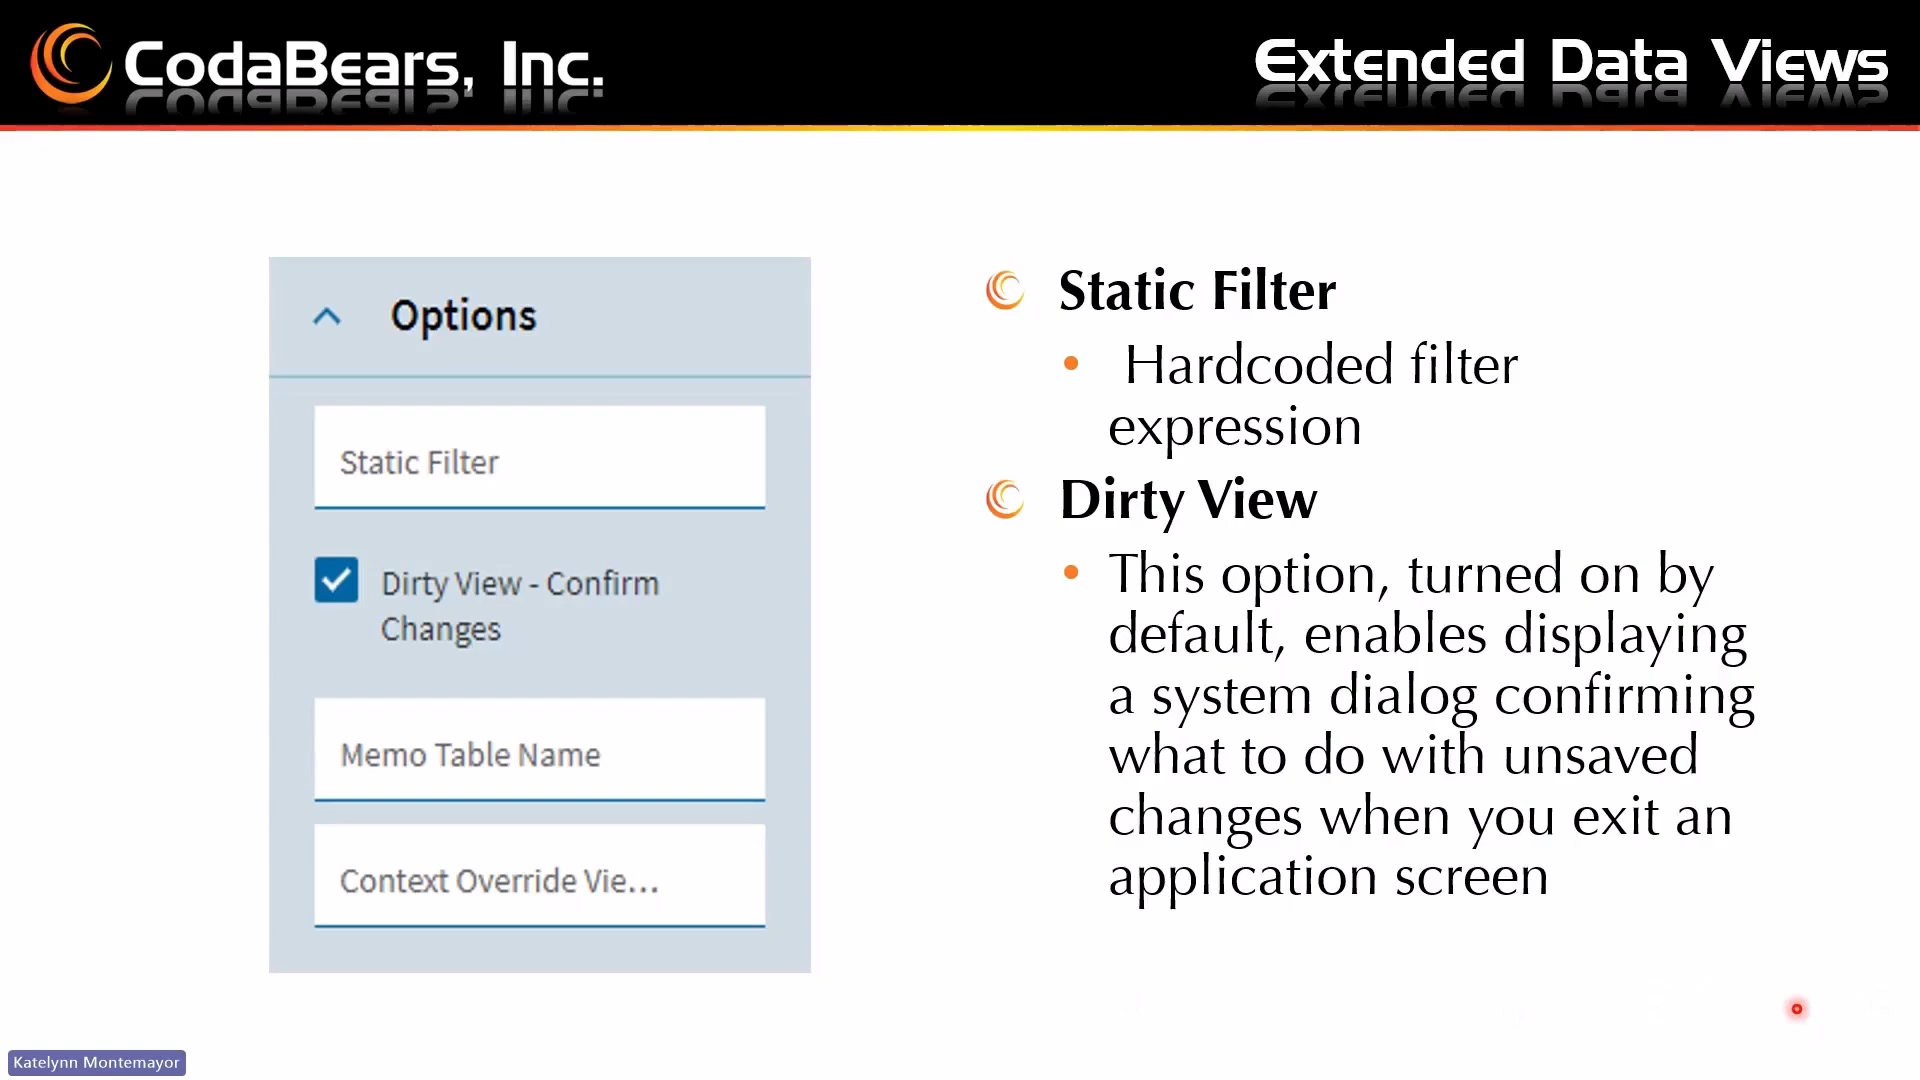 CodaBears, Inc.
Extended Data Views
Options
Static Filter
Dirty View - Confirm
Changes
Memo Table Name
Context Override Vie...
Static Filter
• Hardcoded filter
expression
Dirty View
• This option, turned on by
default, enables displaying
a system dialog confirming
what to do with unsaved
changes when you exit an
application screen
Katelynn Montemayor